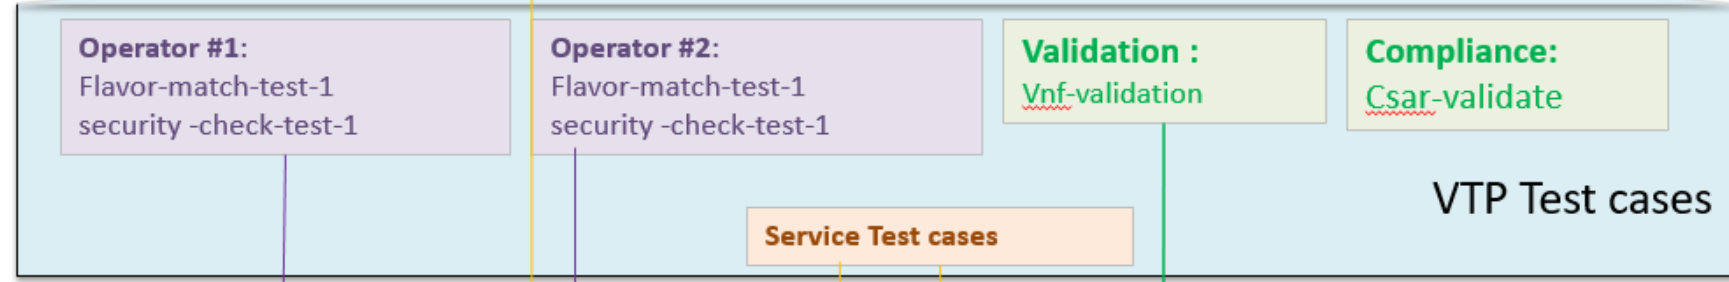 Operator #1:
Flavor-match-test-1
security -check-test-1
Operator #2:
Flavor-match-test-1
security -check-test-1
Validation :
Vnf-validation
Compliance:
Csar-validate
VTP Test cases
Service Test cases